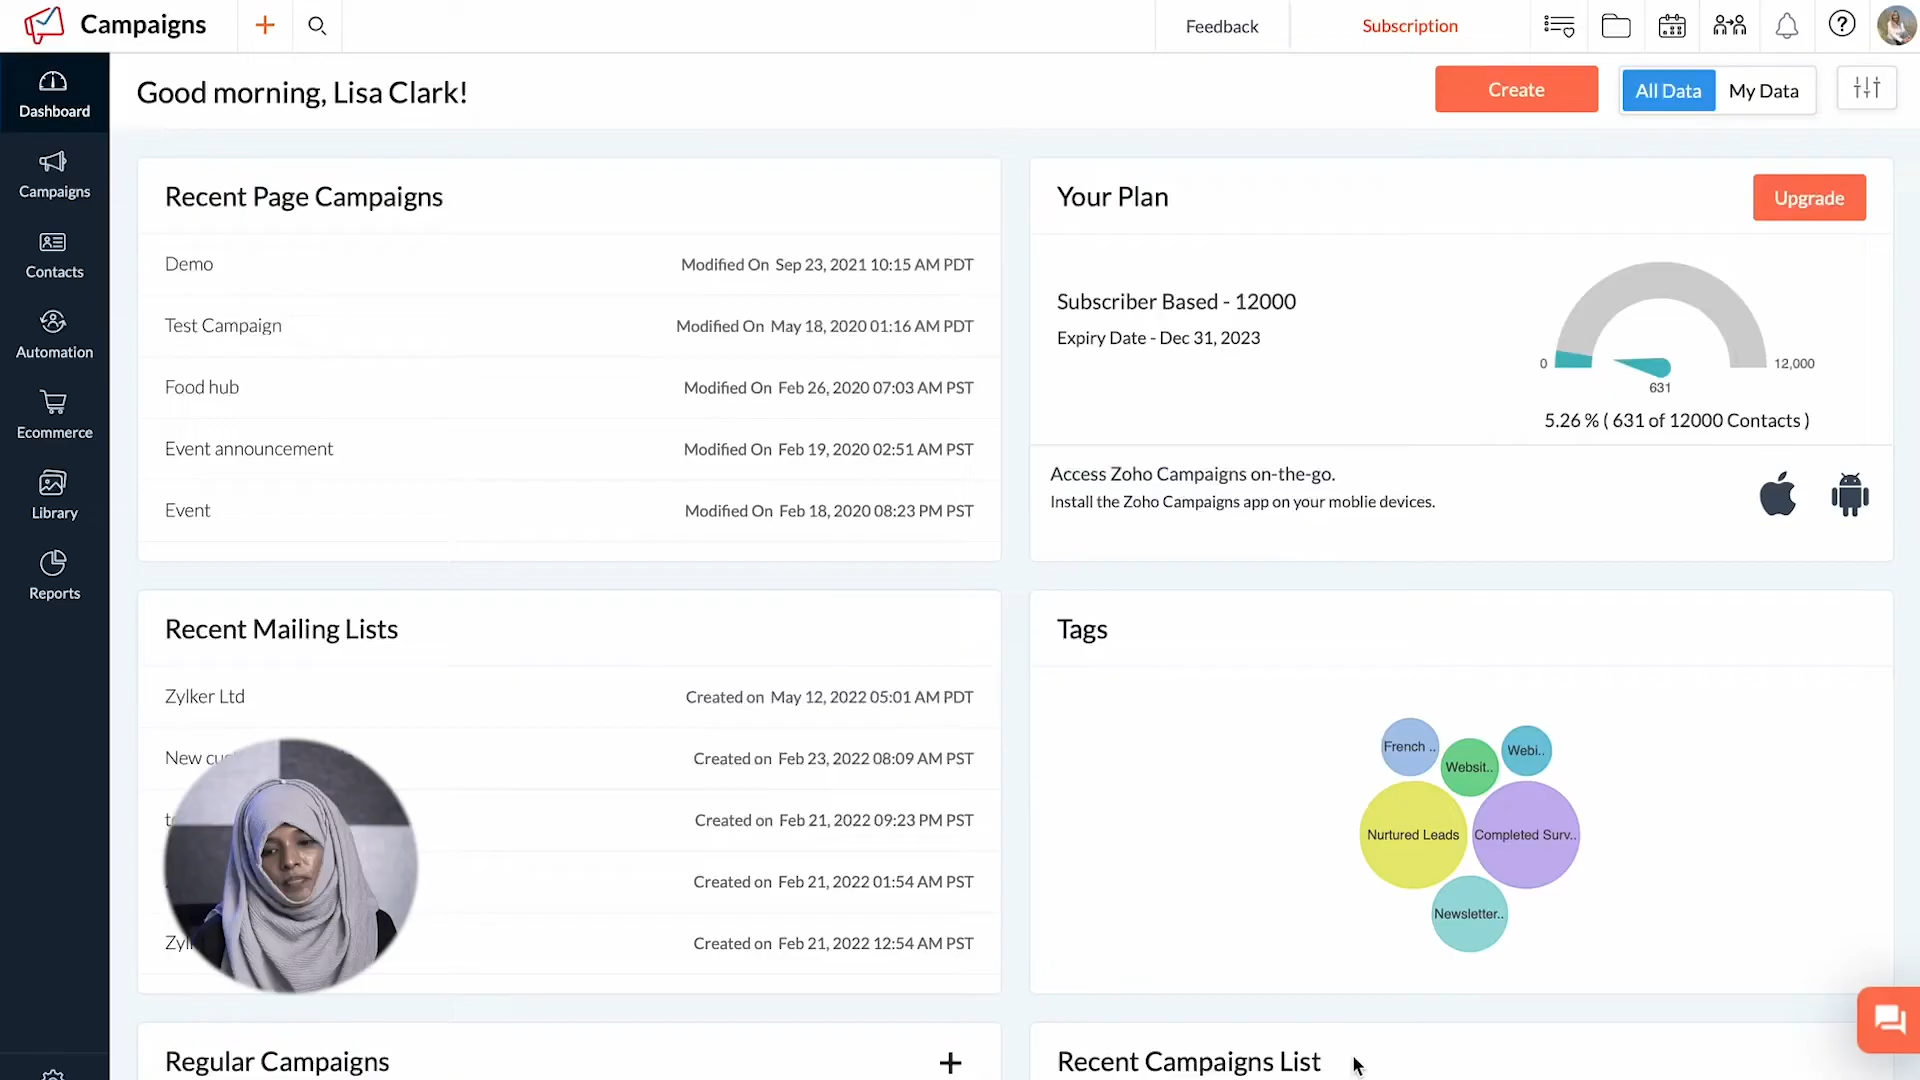 Campaigns
Feedback
Subscription
Good morning, Lisa Clark!
Create
All Data
My Data
Dashboard
Campaigns
Contacts
Automation
Ecommerce
Library
Reports
Recent Page Campaigns
Demo Modified On Sep 23, 2021 10:15 AM PDT
Test Campaign Modified On May 18, 2020 01:16 AM PDT
Food hub Modified On Feb 26, 2020 07:03 AM PST
Event announcement Modified On Feb 19, 2020 02:51 AM PST
Event Modified On Feb 18, 2020 08:23 PM PST
Your Plan
Upgrade
Subscriber Based - 12000
Expiry Date - Dec 31, 2023
0
12,000
631
5.26 % ( 631 of 12000 Contacts )
Access Zoho Campaigns on-the-go.
Install the Zoho Campaigns app on your moblie devices.
Recent Mailing Lists
Zylker Ltd Created on May 12, 2022 05:01 AM PDT
New Created on Feb 23, 2022 08:09 AM PST
Created on Feb 21, 2022 09:23 PM PST
Created on Feb 21, 2022 01:54 AM PST
Created on Feb 21, 2022 12:54 AM PST
Tags
French ..
Websit..
Webi..
Nurtured Leads
Completed Surv..
Newsletter..
Regular Campaigns
Recent Campaigns List